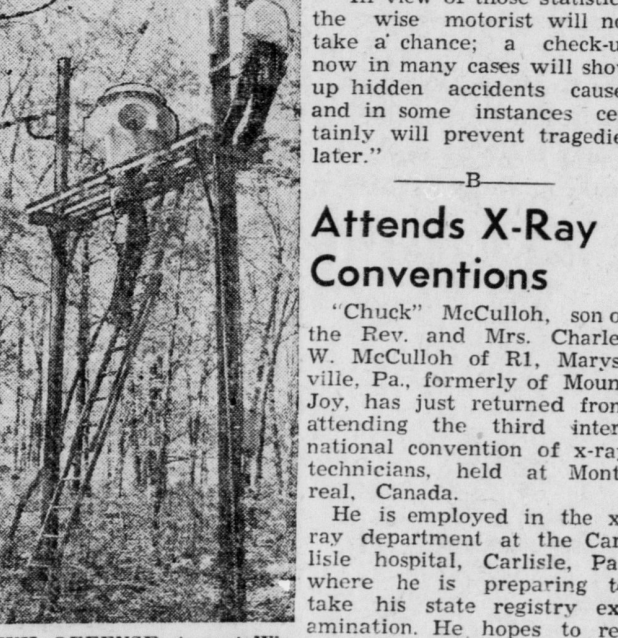 the wise motorist will no
take a chance; a check-u
now in many cases will sho
up hidden accidents cause
and in some instances ce
tainly will prevent tragedie
later."
B
Attends X-Ray
Conventions
"Chuck" McCulloh, son o
the Rev. and Mrs. Charle
W. McCulloh of R1, Marys
ville, Pa., formerly of Moun
Joy, has just returned from
attending the third inter
national convention of x-ray
technicians, held at Mont
real, Canada.
He is employed in the x
ray department at the Car
lisle hospital, Carlisle, Pa
where he is preparing t
take his state registry ex
amination. He hopes to re